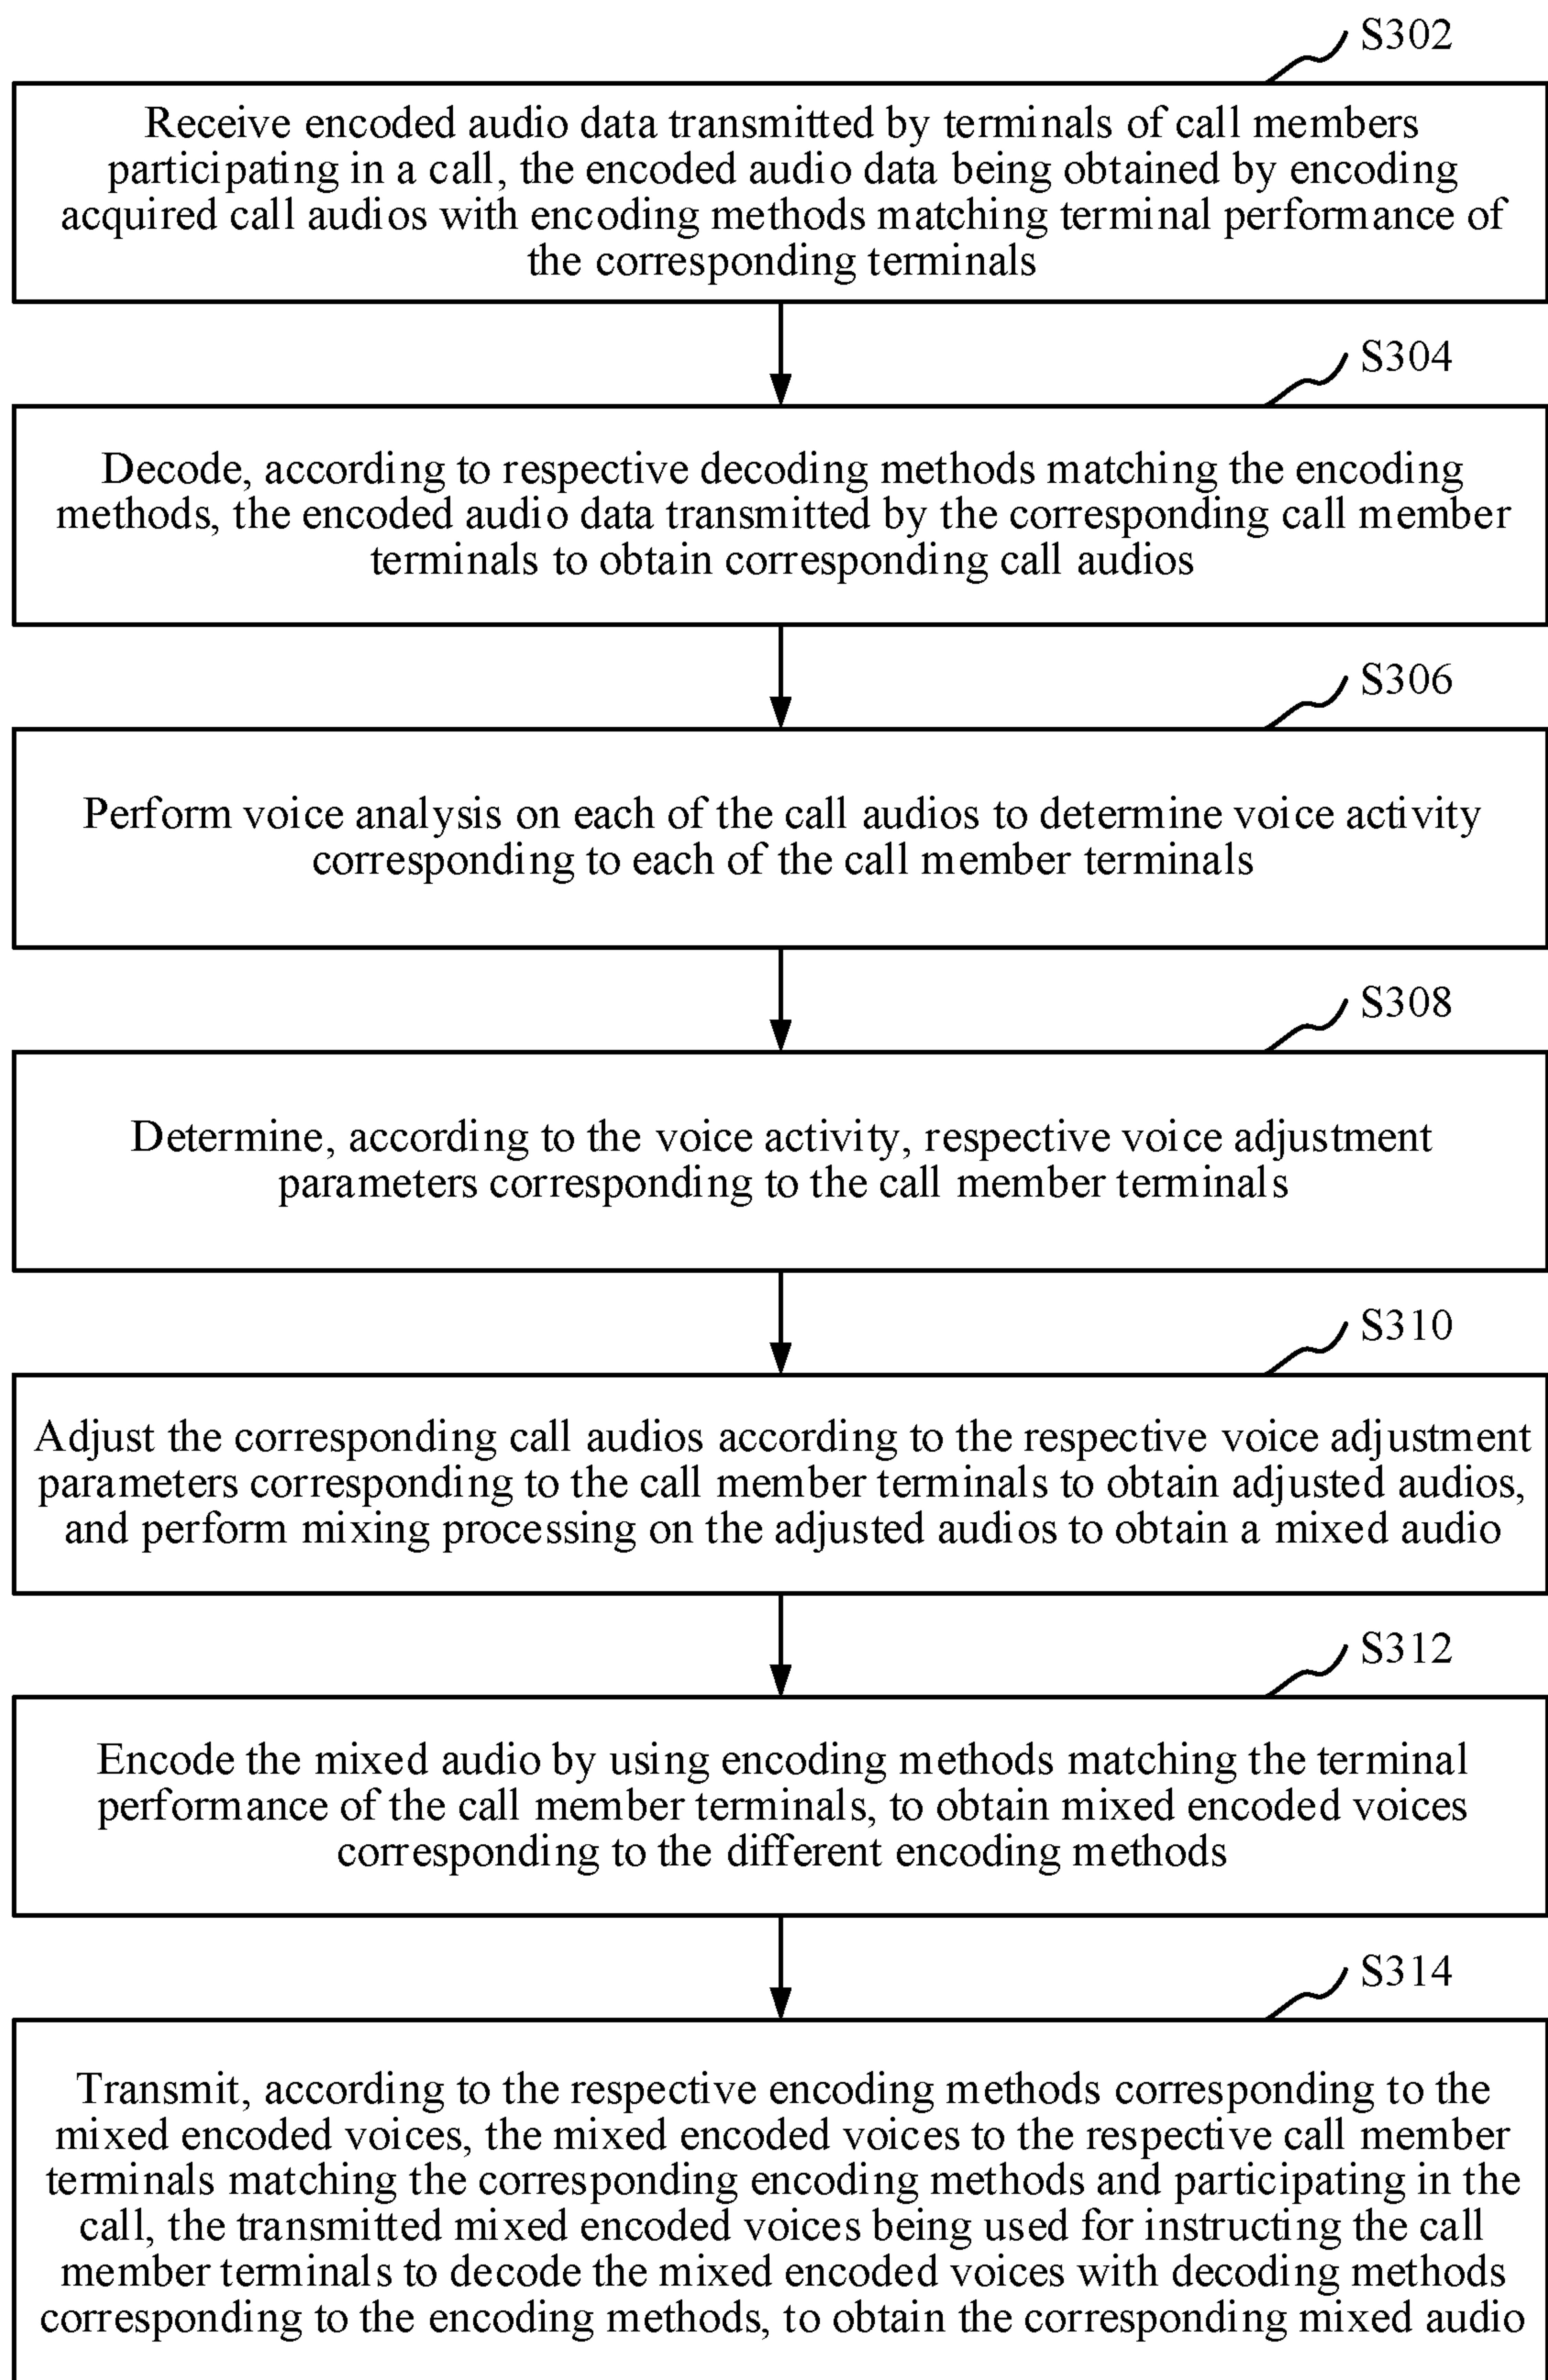 S302
Receive encoded audio data transmitted by terminals of call members
participating in a call, the encoded audio data being obtained by encoding
acquired call audios with encoding methods matching terminal performance of
the corresponding terminals
S304
Decode, according to respective decoding methods matching the encoding
methods, the encoded audio data transmitted by the corresponding call member
terminals to obtain corresponding call audios
S306
Perform voice analysis on each of the call audios to determine voice activity
corresponding to each of the call member terminals
S308
Determine, according to the voice activity, respective voice adjustment
parameters corresponding to the call member terminals
S310
Adjust the corresponding call audios according to the respective voice adjustment
parameters corresponding to the call member terminals to obtain adjusted audios,
and perform mixing processing on the adjusted audios to obtain a mixed audio
S312
Encode the mixed audio by using encoding methods matching the terminal
performance of the call member terminals, to obtain mixed encoded voices
corresponding to the different encoding methods
S314
Transmit, according to the respective encoding methods corresponding to the
mixed encoded voices, the mixed encoded voices to the respective call member
terminals matching the corresponding encoding methods and participating in the
call, the transmitted mixed encoded voices being used for instructing the call
member terminals to decode the mixed encoded voices with decoding methods
corresponding to the encoding methods, to obtain the corresponding mixed audio